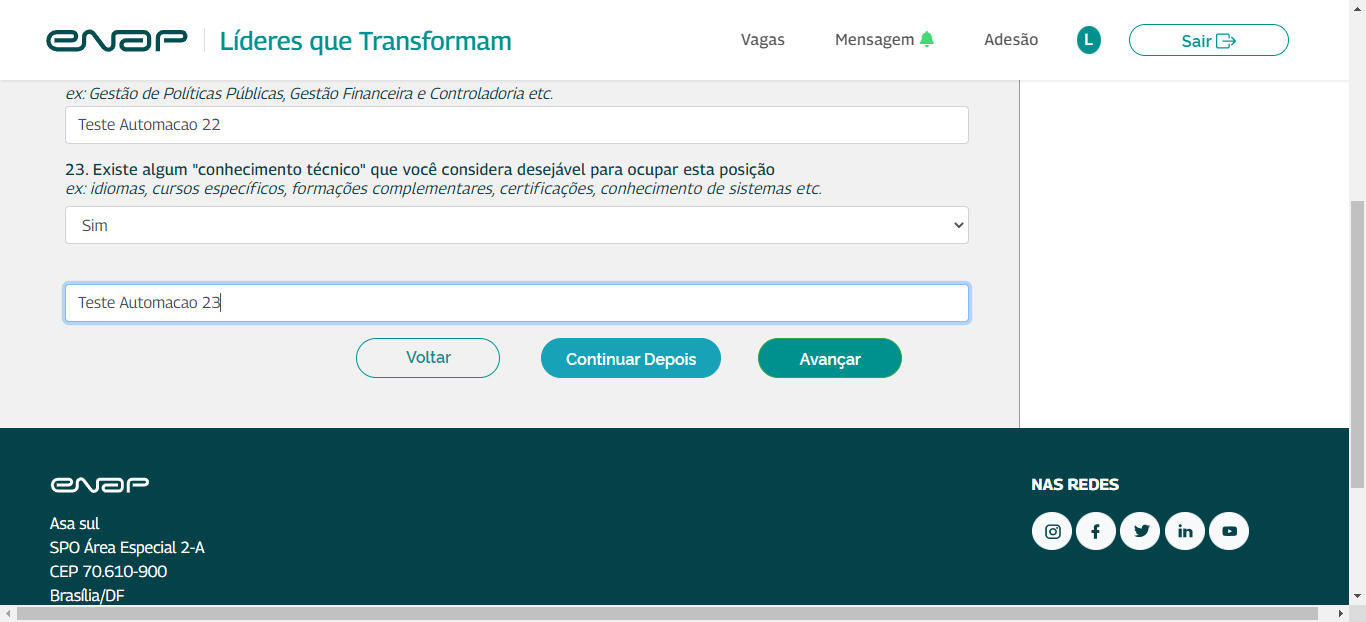 enap
Líderes que Transformam
Vagas
Mensagem
Adesão
L
Sair
ex: Gestão de Políticas Públicas, Gestão Financeira e Controladoria etc.
Teste Automacao 22
23. Existe algum "conhecimento técnico" que você considera desejável para ocupar esta posição
ex: idiomas, cursos específicos, formações complementares, certificações, conhecimento de sistemas etc.
Sim
Teste Automacao 23
Voltar
Continuar Depois
Avançar
enap
NAS REDES
Asa sul
SPO Área Especial 2-A
CEP 70.610-900
Brasília/DF